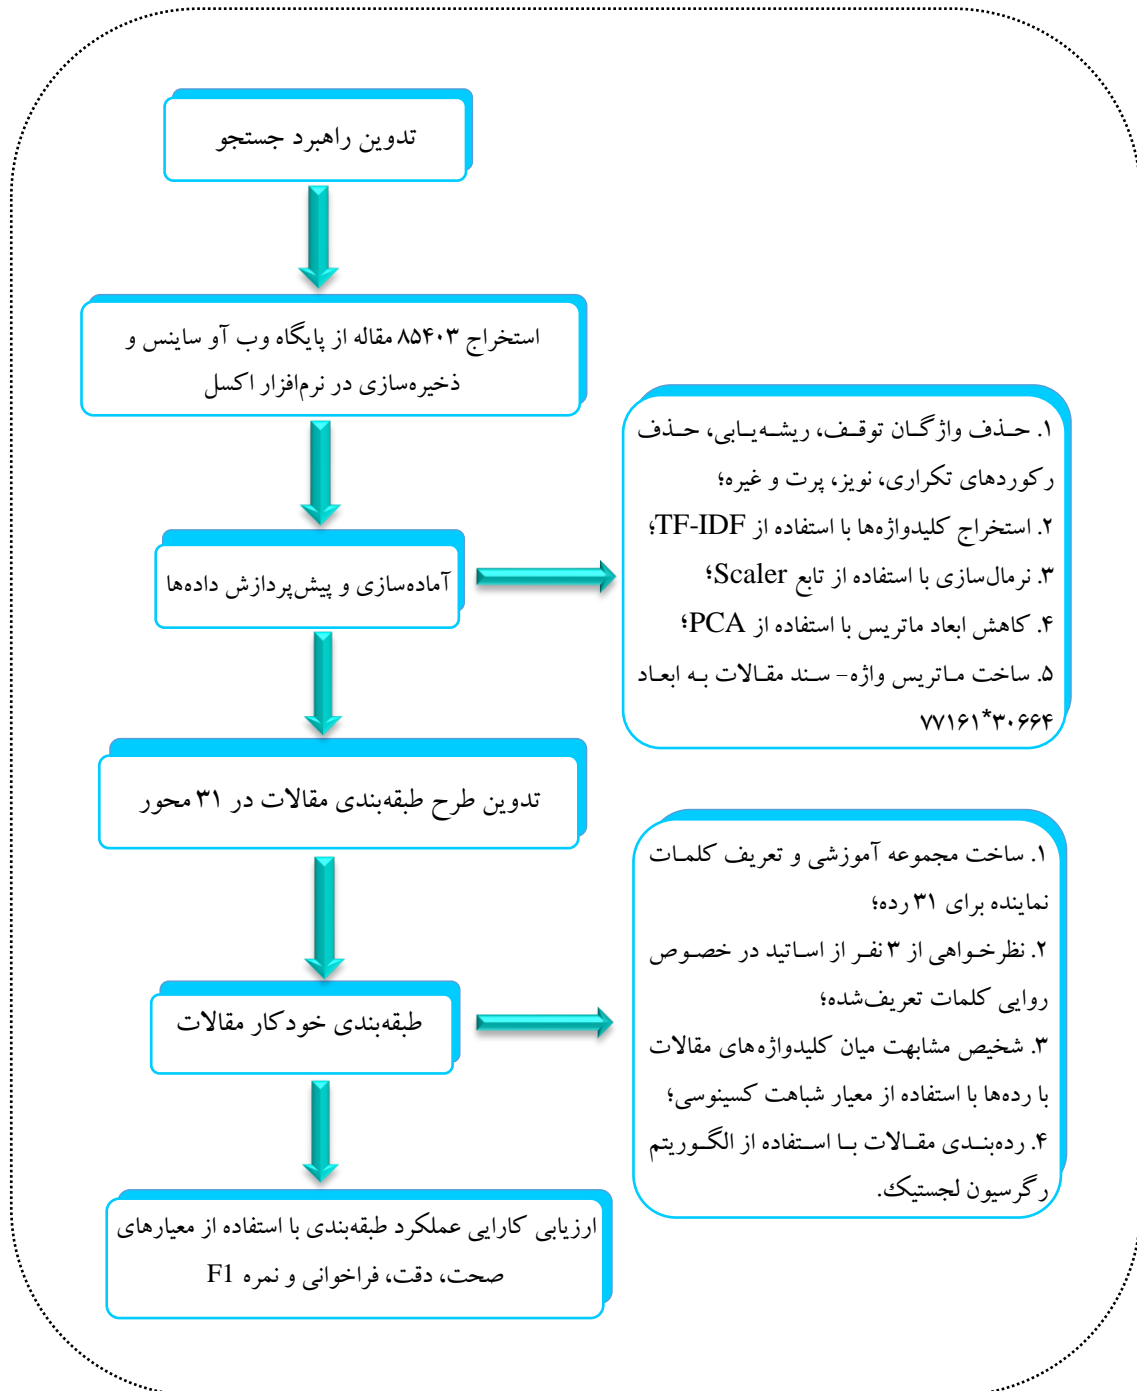 تدوین راهبرد جستجو
استخراج ۸۵۴۰۳ مقاله از پایگاه وب آو ساینس و
ذخیره‌سازی در نرم‌افزار اکسل
آماده‌سازی و پیش‌پردازش داده‌ها
۱. حذف واژگان توقف، ریشه‌یابی، حذف
رکوردهای تکراری، نویز، پرت و غیره؛
۲. استخراج کلیدواژه‌ها با استفاده از TF-IDF؛
۳. نرمال‌سازی با استفاده از تابع Scaler؛
۴. کاهش ابعاد ماتریس با استفاده از PCA؛
۵. ساخت ماتریس واژه- سند مقالات به ابعاد
۷۷۱۶۱*۳۰۶۶۴
تدوین طرح طبقه‌بندی مقالات در ۳۱ محور
طبقه‌بندی خودکار مقالات
۱. ساخت مجموعه آموزشی و تعریف کلمات
نماینده برای ۳۱ رده؛
۲. نظرخواهی از ۳ نفر از اساتید در خصوص
روایی کلمات تعریف‌شده؛
۳. شخیص مشابهت میان کلیدواژه‌های مقالات
با رده‌ها با استفاده از معیار شباهت کسینوسی؛
۴. رده‌بندی مقالات با استفاده از الگوریتم
رگرسیون لجستیک.
ارزیابی کارایی عملکرد طبقه‌بندی با استفاده از معیارهای
صحت، دقت، فراخوانی و نمره F1